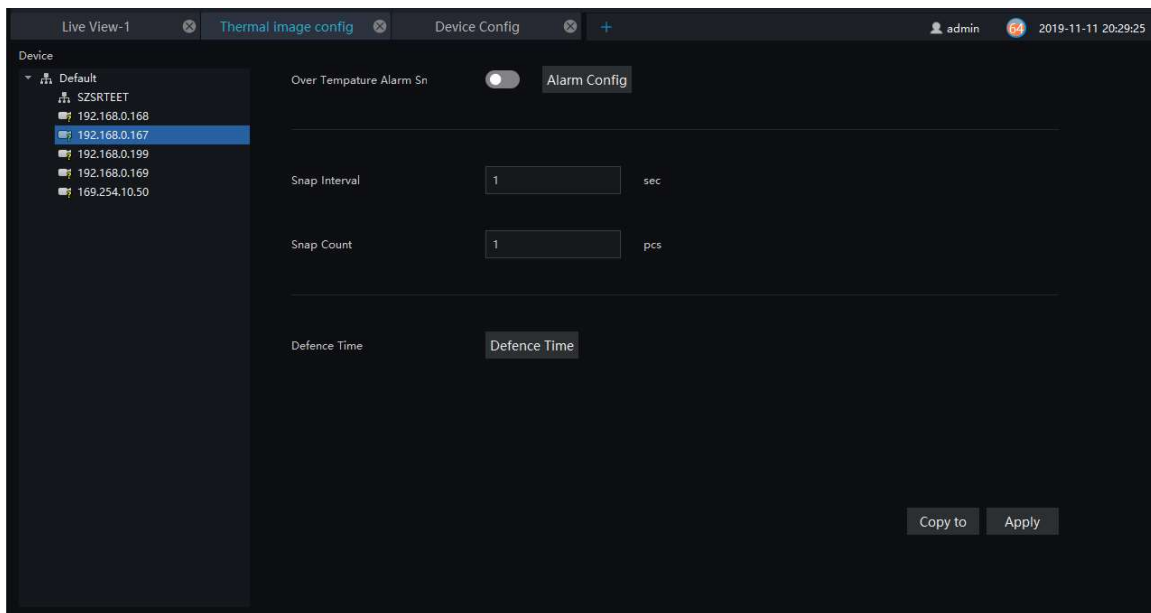 Live View-1 Thermal image config Device Config + admin 64 2019-11-11 20:29:25
Device
Default
SZSRTEET
192.168.0.168
192.168.0.167
192.168.0.199
192.168.0.169
169.254.10.50
Over Tempature Alarm Sn Alarm Config
Snap Interval 1 sec
Snap Count 1 pcs
Defence Time Defence Time
Copy to Apply